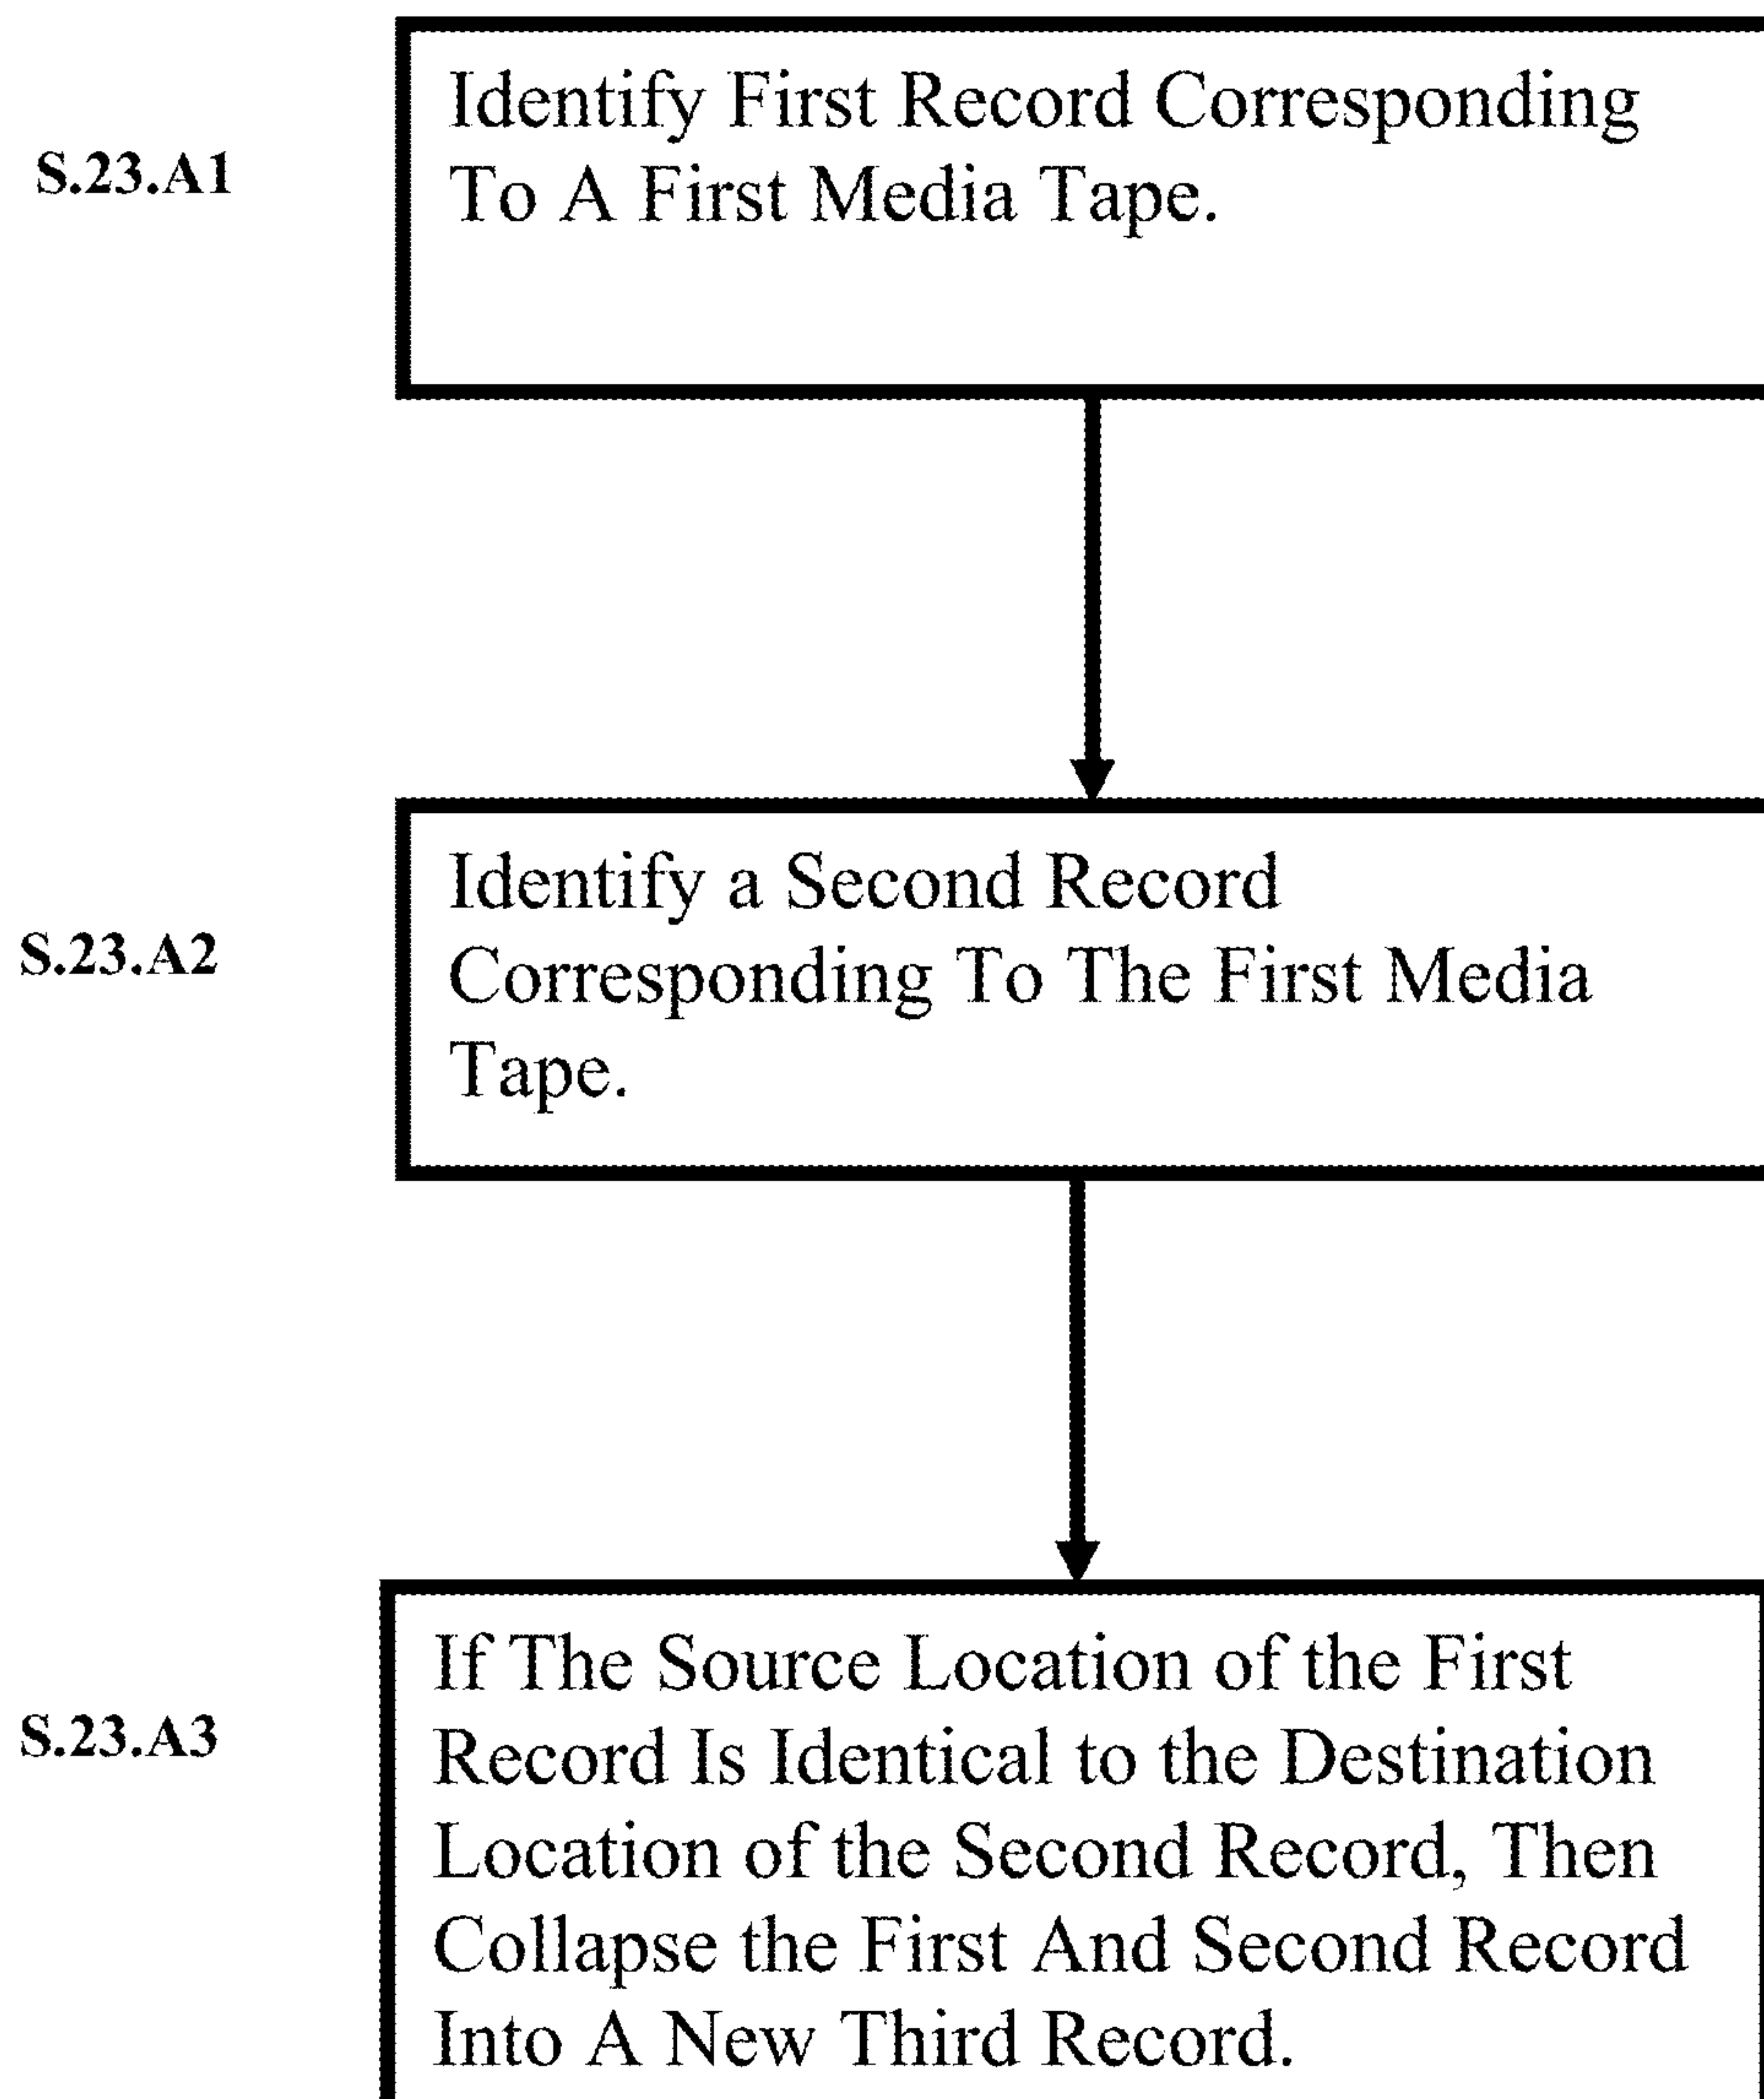 Identify First Record Corresponding
To A First Media Tape.
S.23.A1
Identify a Second Record
Corresponding To The First Media
Tape.
S.23.A2
If The Source Location of the First
Record Is Identical to the Destination
Location of the Second Record, Then
Collapse the First And Second Record
Into A New Third Record.
S.23.A3